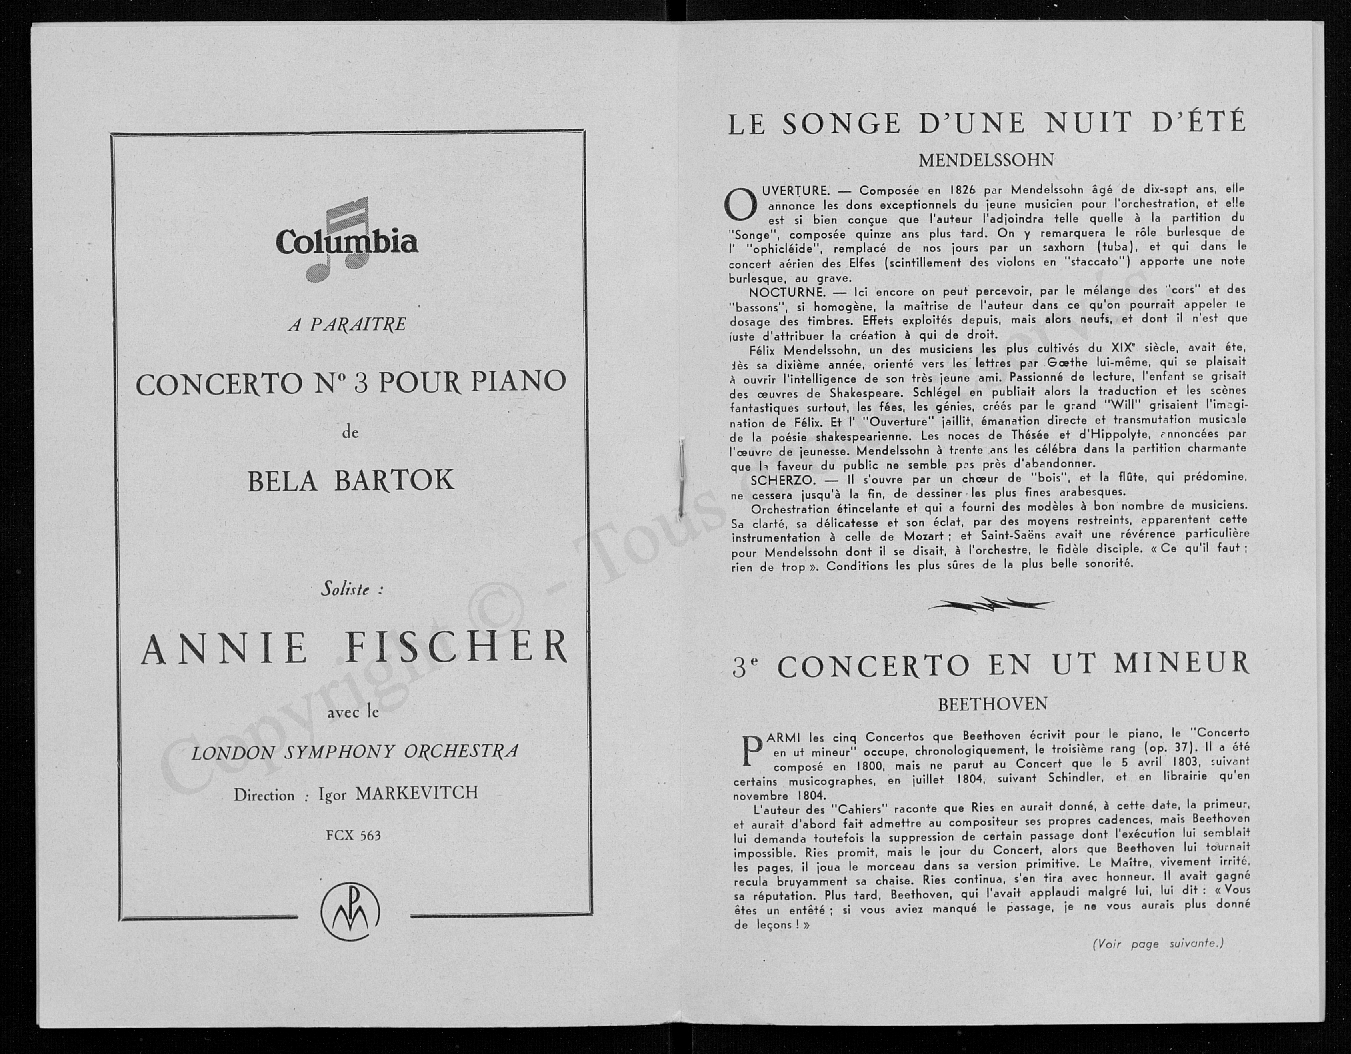 Columbia
A PARAITRE
CONCERTO Nº 3 POUR PIANO
de
BELA BARTOK
Soliste :
ANNIE FISCHER
avec le
LONDON SYMPHONY ORCHESTRA
Direction : Igor MARKEVITCH
FCX 563
LE SONGE D'UNE NUIT D'ÉTÉ
MENDELSSOHN
OUVERTURE. — Composée en 1826 par Mendelssohn âgé de dix-sept ans, elle
annonce les dons exceptionnels du jeune musicien pour l'orchestration, et elle
est si bien conçue que l'auteur l'adjoindra telle quelle à la partition du
"Songe", composée quinze ans plus tard. On y remarquera le rôle burlesque de
l' "ophicléide", remplacé de nos jours par un saxhorn (tuba), et qui dans le
concert aérien des Elfes (scintillement des violons en "staccato") apporte une note
burlesque, au grave.
NOCTURNE. — Ici encore on peut percevoir, par le mélange des "cors" et des
"bassons", si homogène, la maîtrise de l'auteur dans ce qu'on pourrait appeler le
dosage des timbres. Effets exploités depuis, mais alors neufs, et dont il n'est que
juste d'attribuer la création à qui de droit.
Félix Mendelssohn, un des musiciens les plus cultivés du XIXe siècle, avait éte,
dès sa dixième année, orienté vers les lettres par Gœthe lui-même, qui se plaisait
à ouvrir l'intelligence de son très jeune ami. Passionné de lecture, l'enfant se grisait
des œuvres de Shakespeare. Schlégel en publiait alors la traduction et les scènes
fantastiques surtout, les fées, les génies, créés par le grand "Will" grisaient l'imagi-
nation de Félix. Et l' "Ouverture" jaillit, émanation directe et transmutation musicale
de la poésie shakespearienne. Les noces de Thésée et d'Hippolyte, annoncées par
l'œuvre de jeunesse. Mendelssohn à trente ans les célébra dans la partition charmante
que la faveur du public ne semble pas près d'abandonner.
SCHERZO. — Il s'ouvre par un chœur de "bois", et la flûte, qui prédomine,
ne cessera jusqu'à la fin, de dessiner les plus fines arabesques.
Orchestration étincelante et qui a fourni des modèles à bon nombre de musiciens.
Sa clarté, sa délicatesse et son éclat, par des moyens restreints, apparentent cette
instrumentation à celle de Mozart ; et Saint-Saëns avait une révérence particulière
pour Mendelssohn dont il se disait, à l'orchestre, le fidèle disciple. « Ce qu'il faut ;
rien de trop ». Conditions les plus sûres de la plus belle sonorité.
3e CONCERTO EN UT MINEUR
BEETHOVEN
PARMI les cinq Concertos que Beethoven écrivit pour le piano, le "Concerto
en ut mineur" occupe, chronologiquement, le troisième rang (op. 37). Il a été
composé en 1800, mais ne parut au Concert que le 5 avril 1803, suivant
certains musicographes, en juillet 1804, suivant Schindler, et en librairie qu'en
novembre 1804.
L'auteur des "Cahiers" raconte que Ries en aurait donné, à cette date, la primeur,
et aurait d'abord fait admettre au compositeur ses propres cadences, mais Beethoven
lui demanda toutefois la suppression de certain passage dont l'exécution lui semblait
impossible. Ries promit, mais le jour du Concert, alors que Beethoven lui tournait
les pages, il joua le morceau dans sa version primitive. Le Maître, vivement irrité,
recula bruyamment sa chaise. Ries continua, s'en tira avec honneur. Il avait gagné
sa réputation. Plus tard, Beethoven, qui l'avait applaudi malgré lui, lui dit : « Vous
êtes un entêté ; si vous aviez manqué le passage, je ne vous aurais plus donné
de leçons ! »
(Voir page suivante.)
Copyright © - Tous